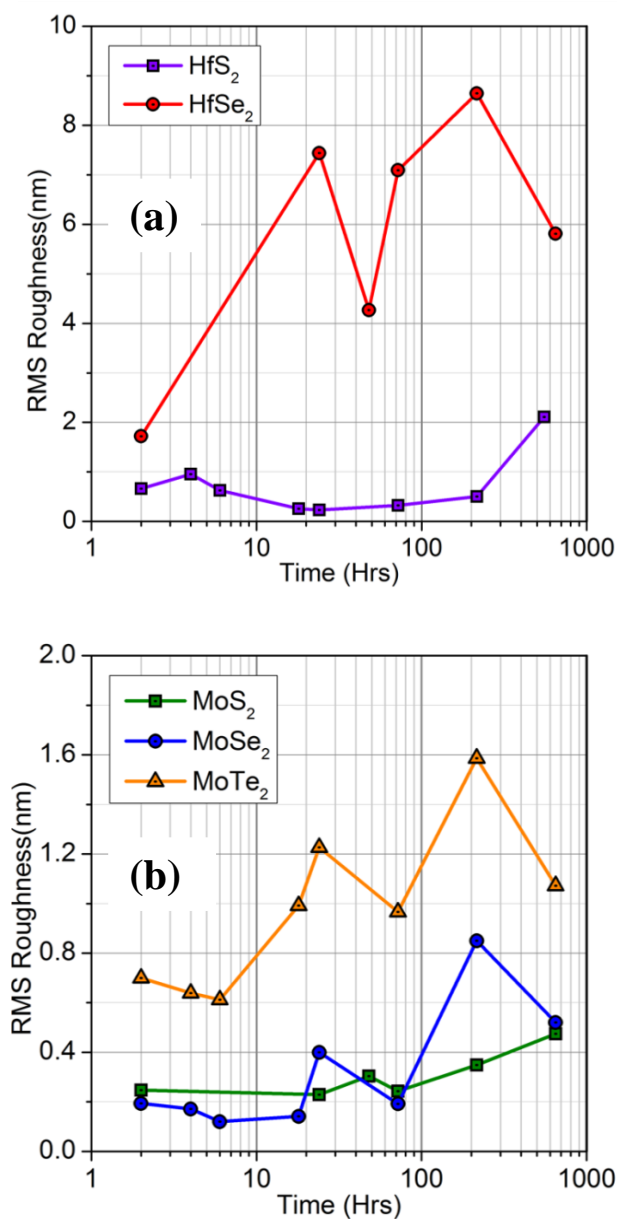 10
8
6
4
2
0
RMS Roughness(nm)
HfS₂
HfSe₂
(a)
1 10 100 1000
Time (Hrs)
2.0
1.6
1.2
0.8
0.4
0.0
RMS Roughness(nm)
MoS₂
MoSe₂
MoTe₂
(b)
1 10 100 1000
Time (Hrs)